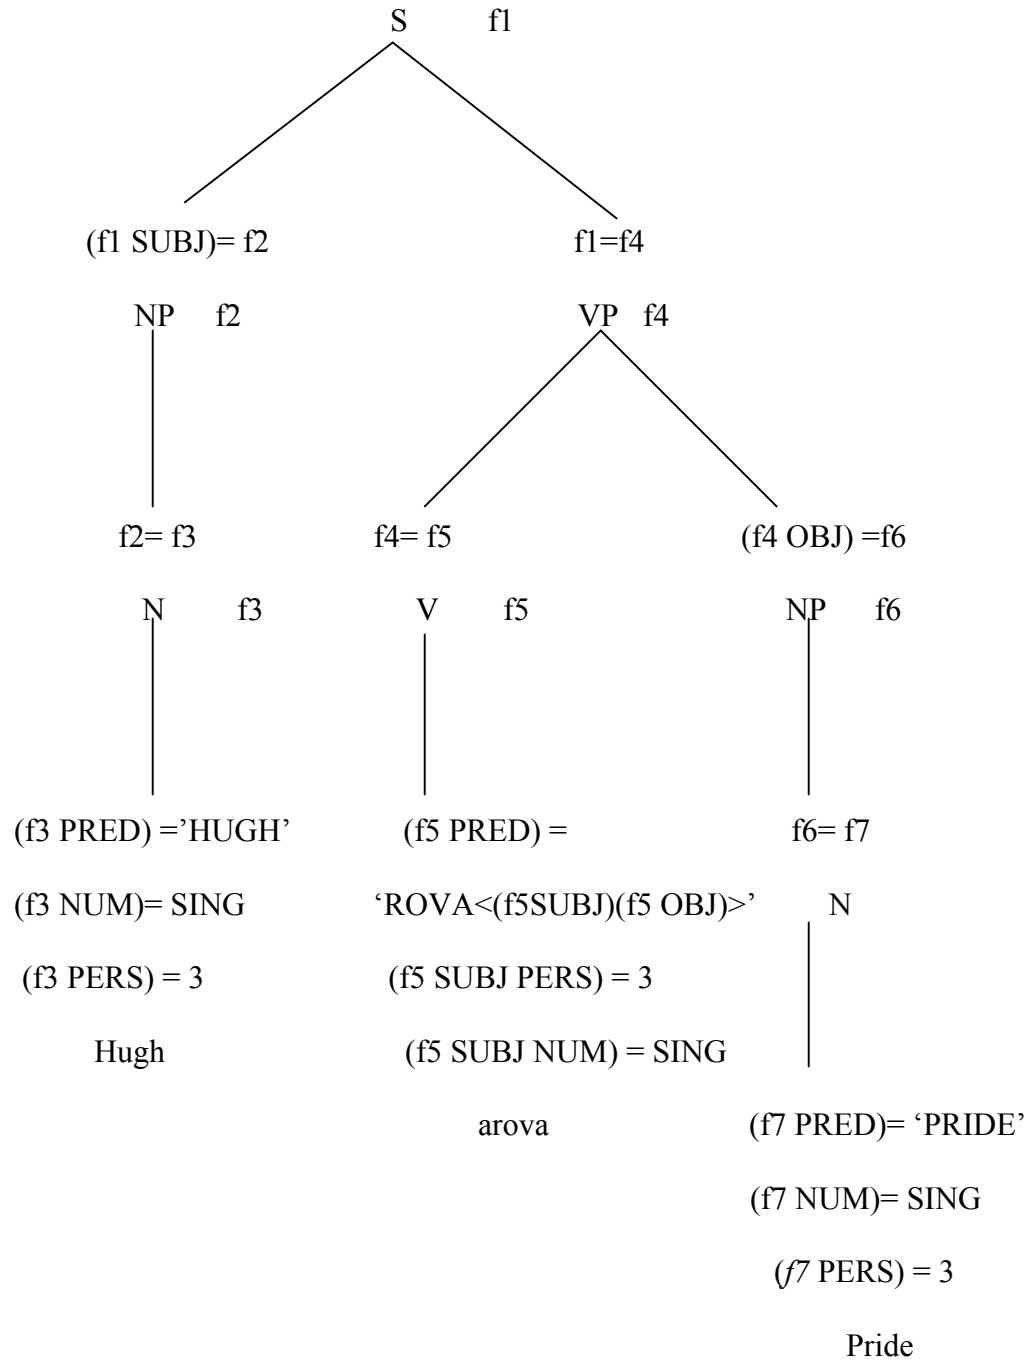 S f1
(f1 SUBJ)= f2 f1=f4
NP f2 VP f4
f2= f3 f4= f5 (f4 OBJ) =f6
N f3 V f5 NP f6
(f3 PRED) =’HUGH’ (f5 PRED) = f6= f7
(f3 NUM)= SING ‘ROVA<(f5SUBJ)(f5 OBJ)>’ N
(f3 PERS) = 3 (f5 SUBJ PERS) = 3
Hugh (f5 SUBJ NUM) = SING
arova (f7 PRED)= ‘PRIDE’
(f7 NUM)= SING
(f7 PERS) = 3
Pride